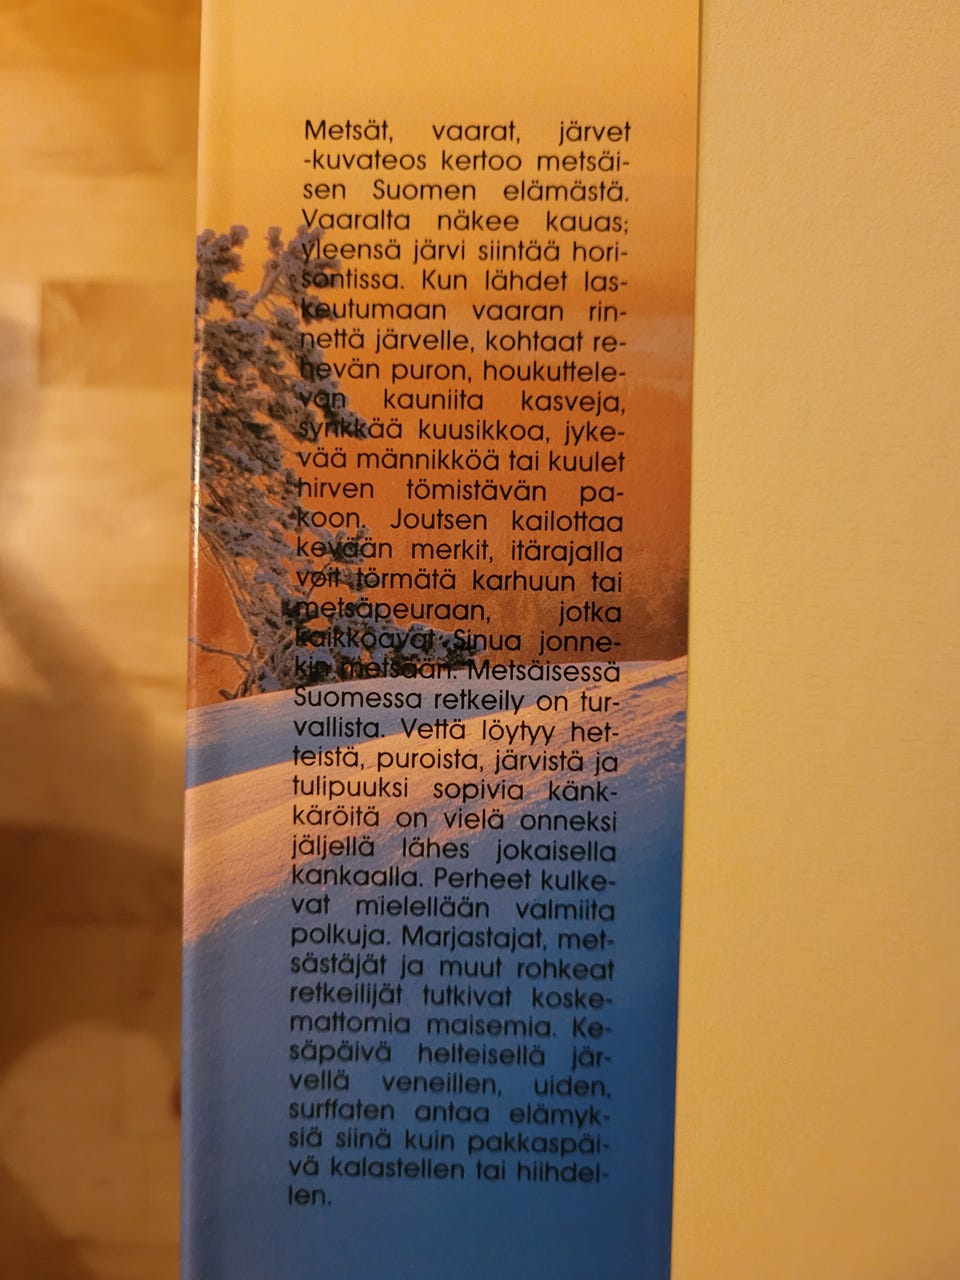 Metsät, vaarat, järvet
-kuvateos kertoo metsäi-
sen Suomen elämästä.
Vaaralta näkee kauas;
yleensä järvi siintää hori-
sontissa. Kun lähdet las-
keutumaan vaaran rin-
nettä järvelle, kohtaat re-
hevän puron, houkuttele-
van kauniita kasveja,
synkkää kuusikkoa, jyke-
vää männikköä tai kuulet
hirven tömistävän pa-
koon. Joutsen kailottaa
kevään merkit, itärajalla
voit törmätä karhuun tai
metsäpeuraan, jotka
kaikkoavat Sinua jonne-
kin metsään. Metsäisessä
Suomessa retkeily on tur-
vallista. Vettä löytyy het-
teistä, puroista, järvistä ja
tulipuuksi sopivia känk-
käröitä on vielä onneksi
jäljellä lähes jokaisella
kankaalla. Perheet kulke-
vat mielellään valmiita
polkuja. Marjastajat, met-
sästäjät ja muut rohkeat
retkeilijät tutkivat koske-
mattomia maisemia. Ke-
säpäivä helteisellä jär-
vellä veneillen, uiden,
surffaten antaa elämyk-
siä siinä kuin pakkaspäi-
vä kalastellen tai hiihdel-
len.